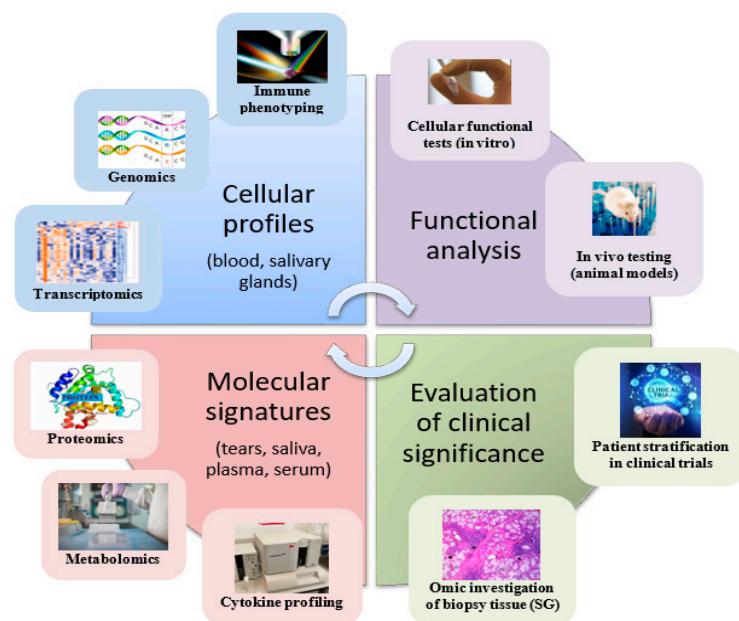 Immune
phenotyping
Genomics
Transcriptomics
Cellular
profiles
(blood, salivary
glands)
Cellular functional
tests (in vitro)
Functional
analysis
In vivo testing
(animal models)
Proteomics
PROTEIN
Metabolomics
Cytokine profiling
Molecular
signatures
(tears, saliva,
plasma, serum)
Evaluation
of clinical
significance
CLINICAL
TRIAL
Patient stratification
in clinical trials
Omic investigation
of biopsy tissue (SG)